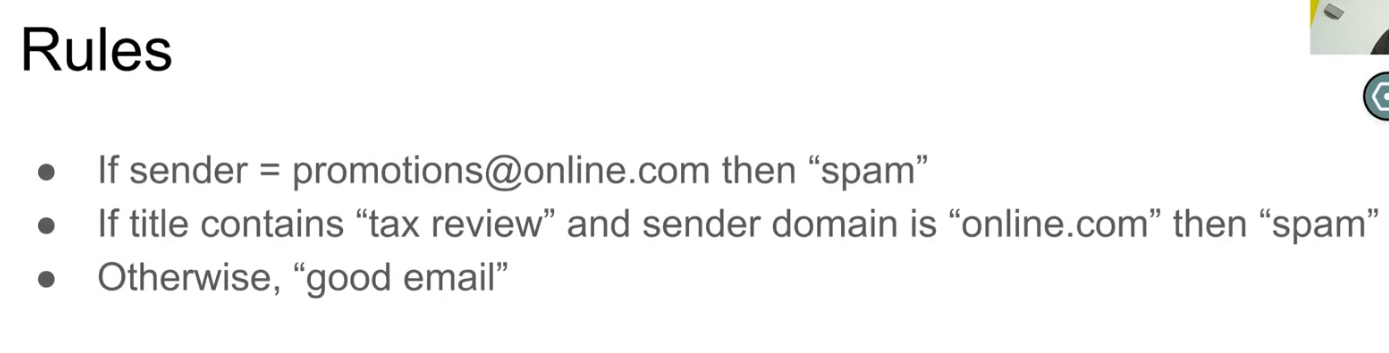 Rules
● If sender = promotions@online.com then “spam”
● If title contains “tax review” and sender domain is “online.com” then “spam”
● Otherwise, “good email”